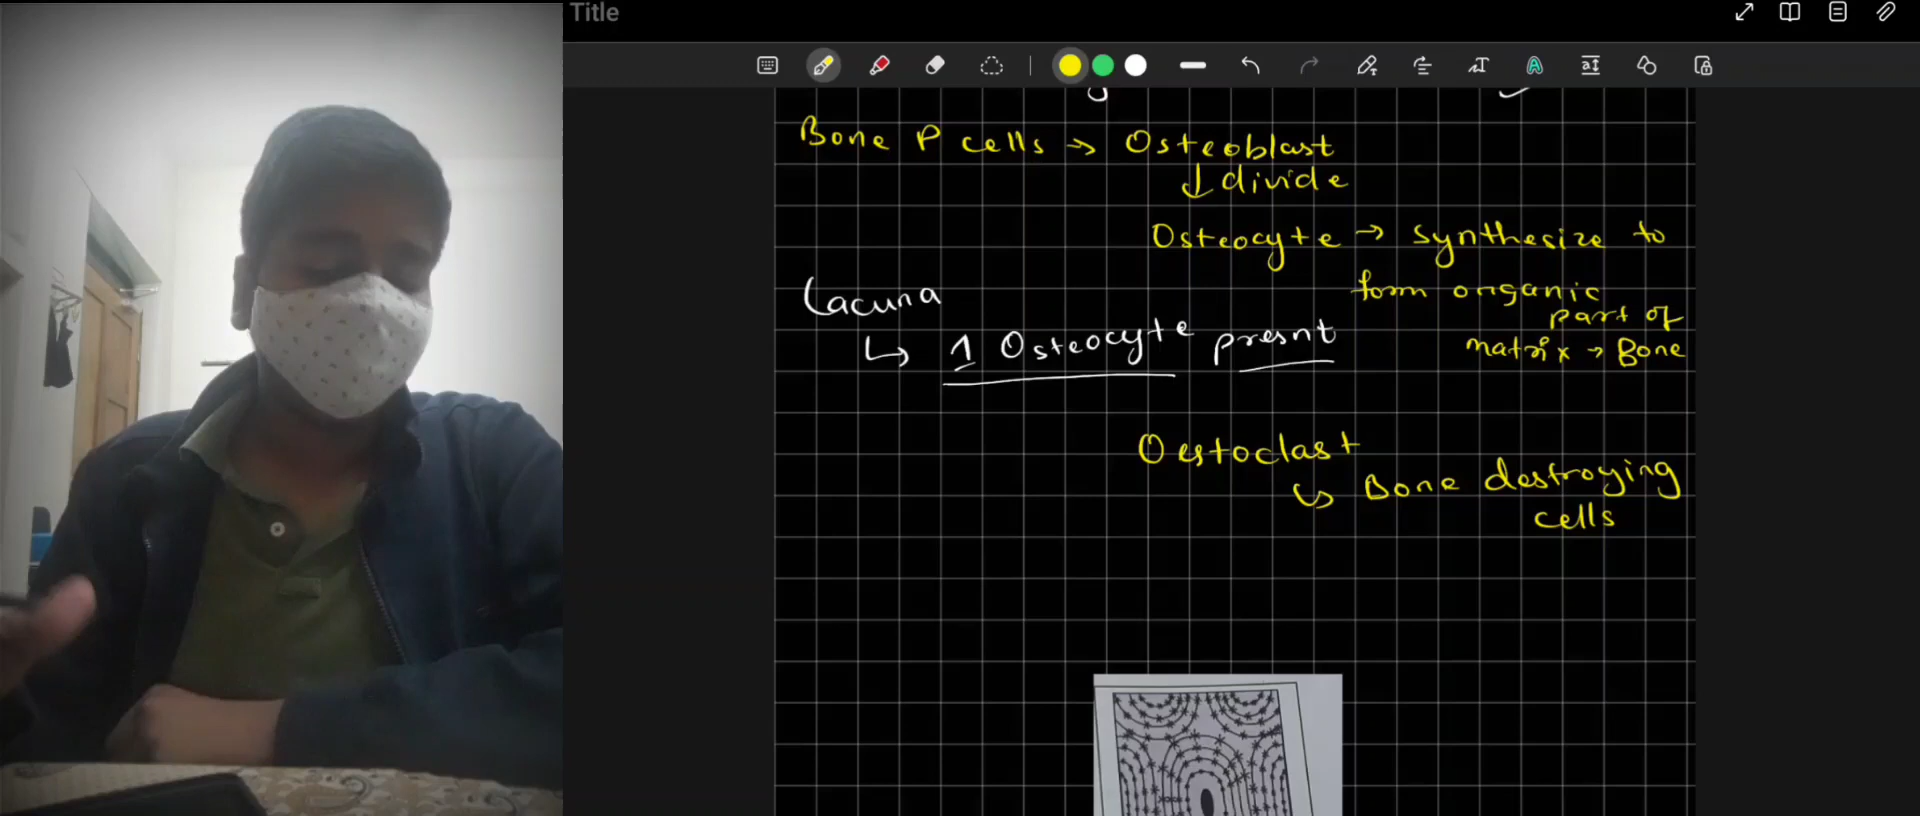 Title
Bone P cells → Osteoblast
↓ divide
Osteocyte → synthesize to
form organic
part of
matrix → Bone
Lacuna
↳ 1 Osteocyte presnt
Oestoclast
↳ Bone destroying
cells